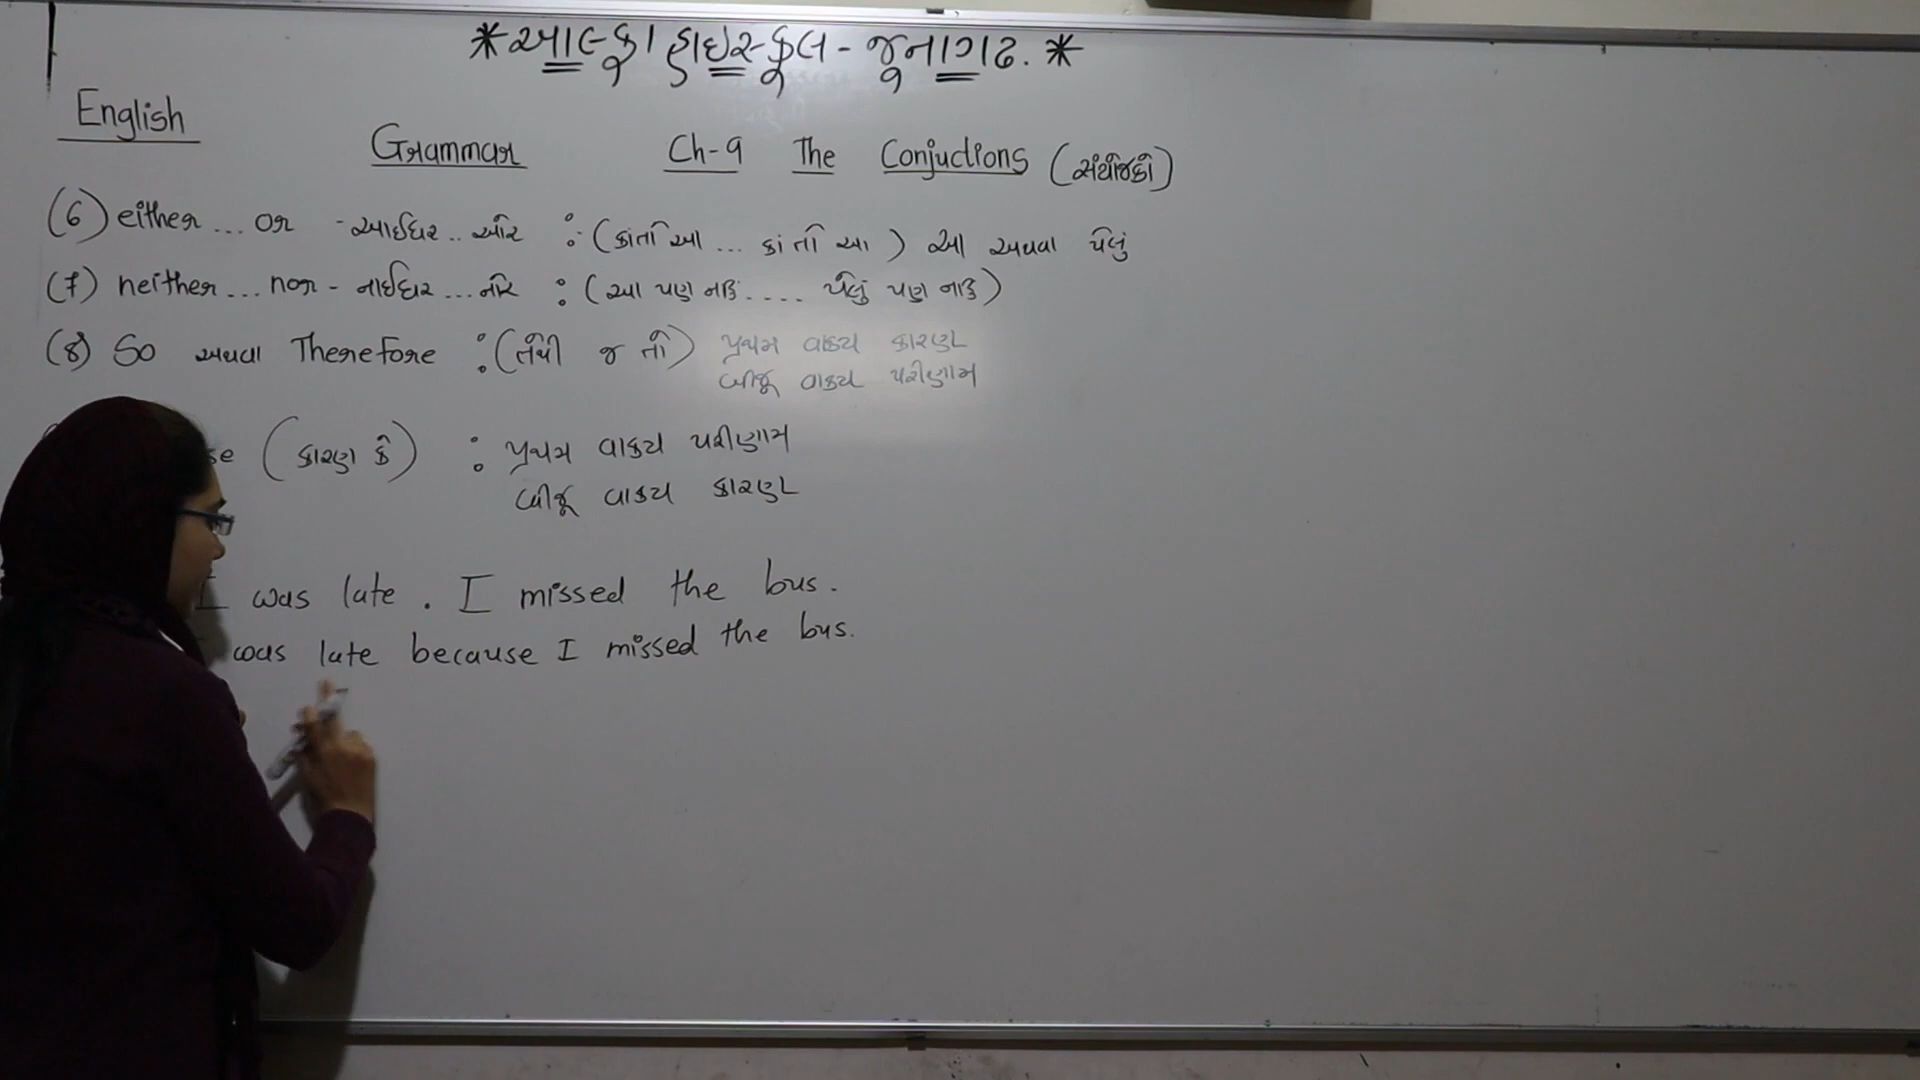 *આલ્ફા હાઇસ્કૂલ - જૂનાગઢ. *
English
Grammar Ch-9 The Conjuctions (સંયોજકો)
(6) either ... or - આઈધર .. ઓર : (કાંતો આ ... કાં તો આ ) આ અથવા પેલું
(7) neither ... nor - નાઈધર ... નોર : (આ પણ નહિ .... પેલું પણ નહિ)
(8) So અથવા Therefore : (તેથી જ તો) પ્રથમ વાક્ય કારણ
બીજૂ વાક્ય પરીણામ
se (કારણ કે) : પ્રથમ વાક્ય પરીણામ
બીજૂ વાક્ય કારણ
I was late . I missed the bus.
was late because I missed the bus.